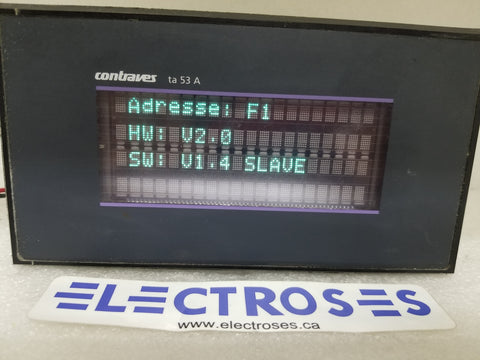 contraves ta 53 A
Adresse: F1
HW: V2.0
SW: V1.4 SLAVE
ELECTROSES
www.electroses.ca